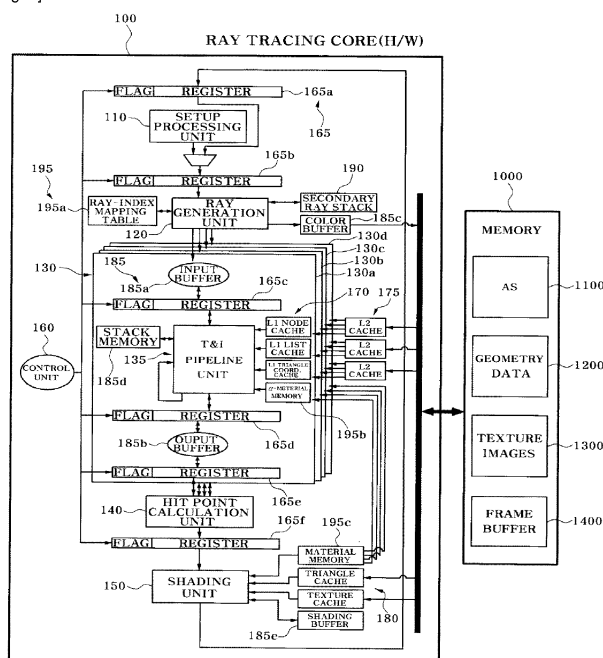 g.
100
RAY TRACING CORE(H/W)
FLAG REGISTER
165a
110
SETUP PROCESSING UNIT
165
165b
FLAG REGISTER
195
195a
RAY-INDEX MAPPING TABLE
RAY GENERATION UNIT
120
190
SECONDARY RAY STACK
COLOR BUFFER
185c
130d
130c
130b
130a
130
185
185a
INPUT BUFFER
165c
FLAG REGISTER
170
175
160
CONTROL UNIT
STACK MEMORY
185d
135
T&i PIPELINE UNIT
L1 NODE CACHE
L1 LIST CACHE
L1 TRIANGLE COORD. CACHE
α-MATERIAL MEMORY
195b
L2 CACHE
L2 CACHE
L2 CACHE
FLAG REGISTER
165d
185b
OUPUT BUFFER
FLAG REGISTER
165e
140
HIT POINT CALCULATION UNIT
165f
FLAG REGISTER
195c
150
SHADING UNIT
MATERIAL MEMORY
TRIANGLE CACHE
TEXTURE CACHE
SHADING BUFFER
180
185e
1000
MEMORY
AS
1100
GEOMETRY DATA
1200
TEXTURE IMAGES
1300
FRAME BUFFER
1400